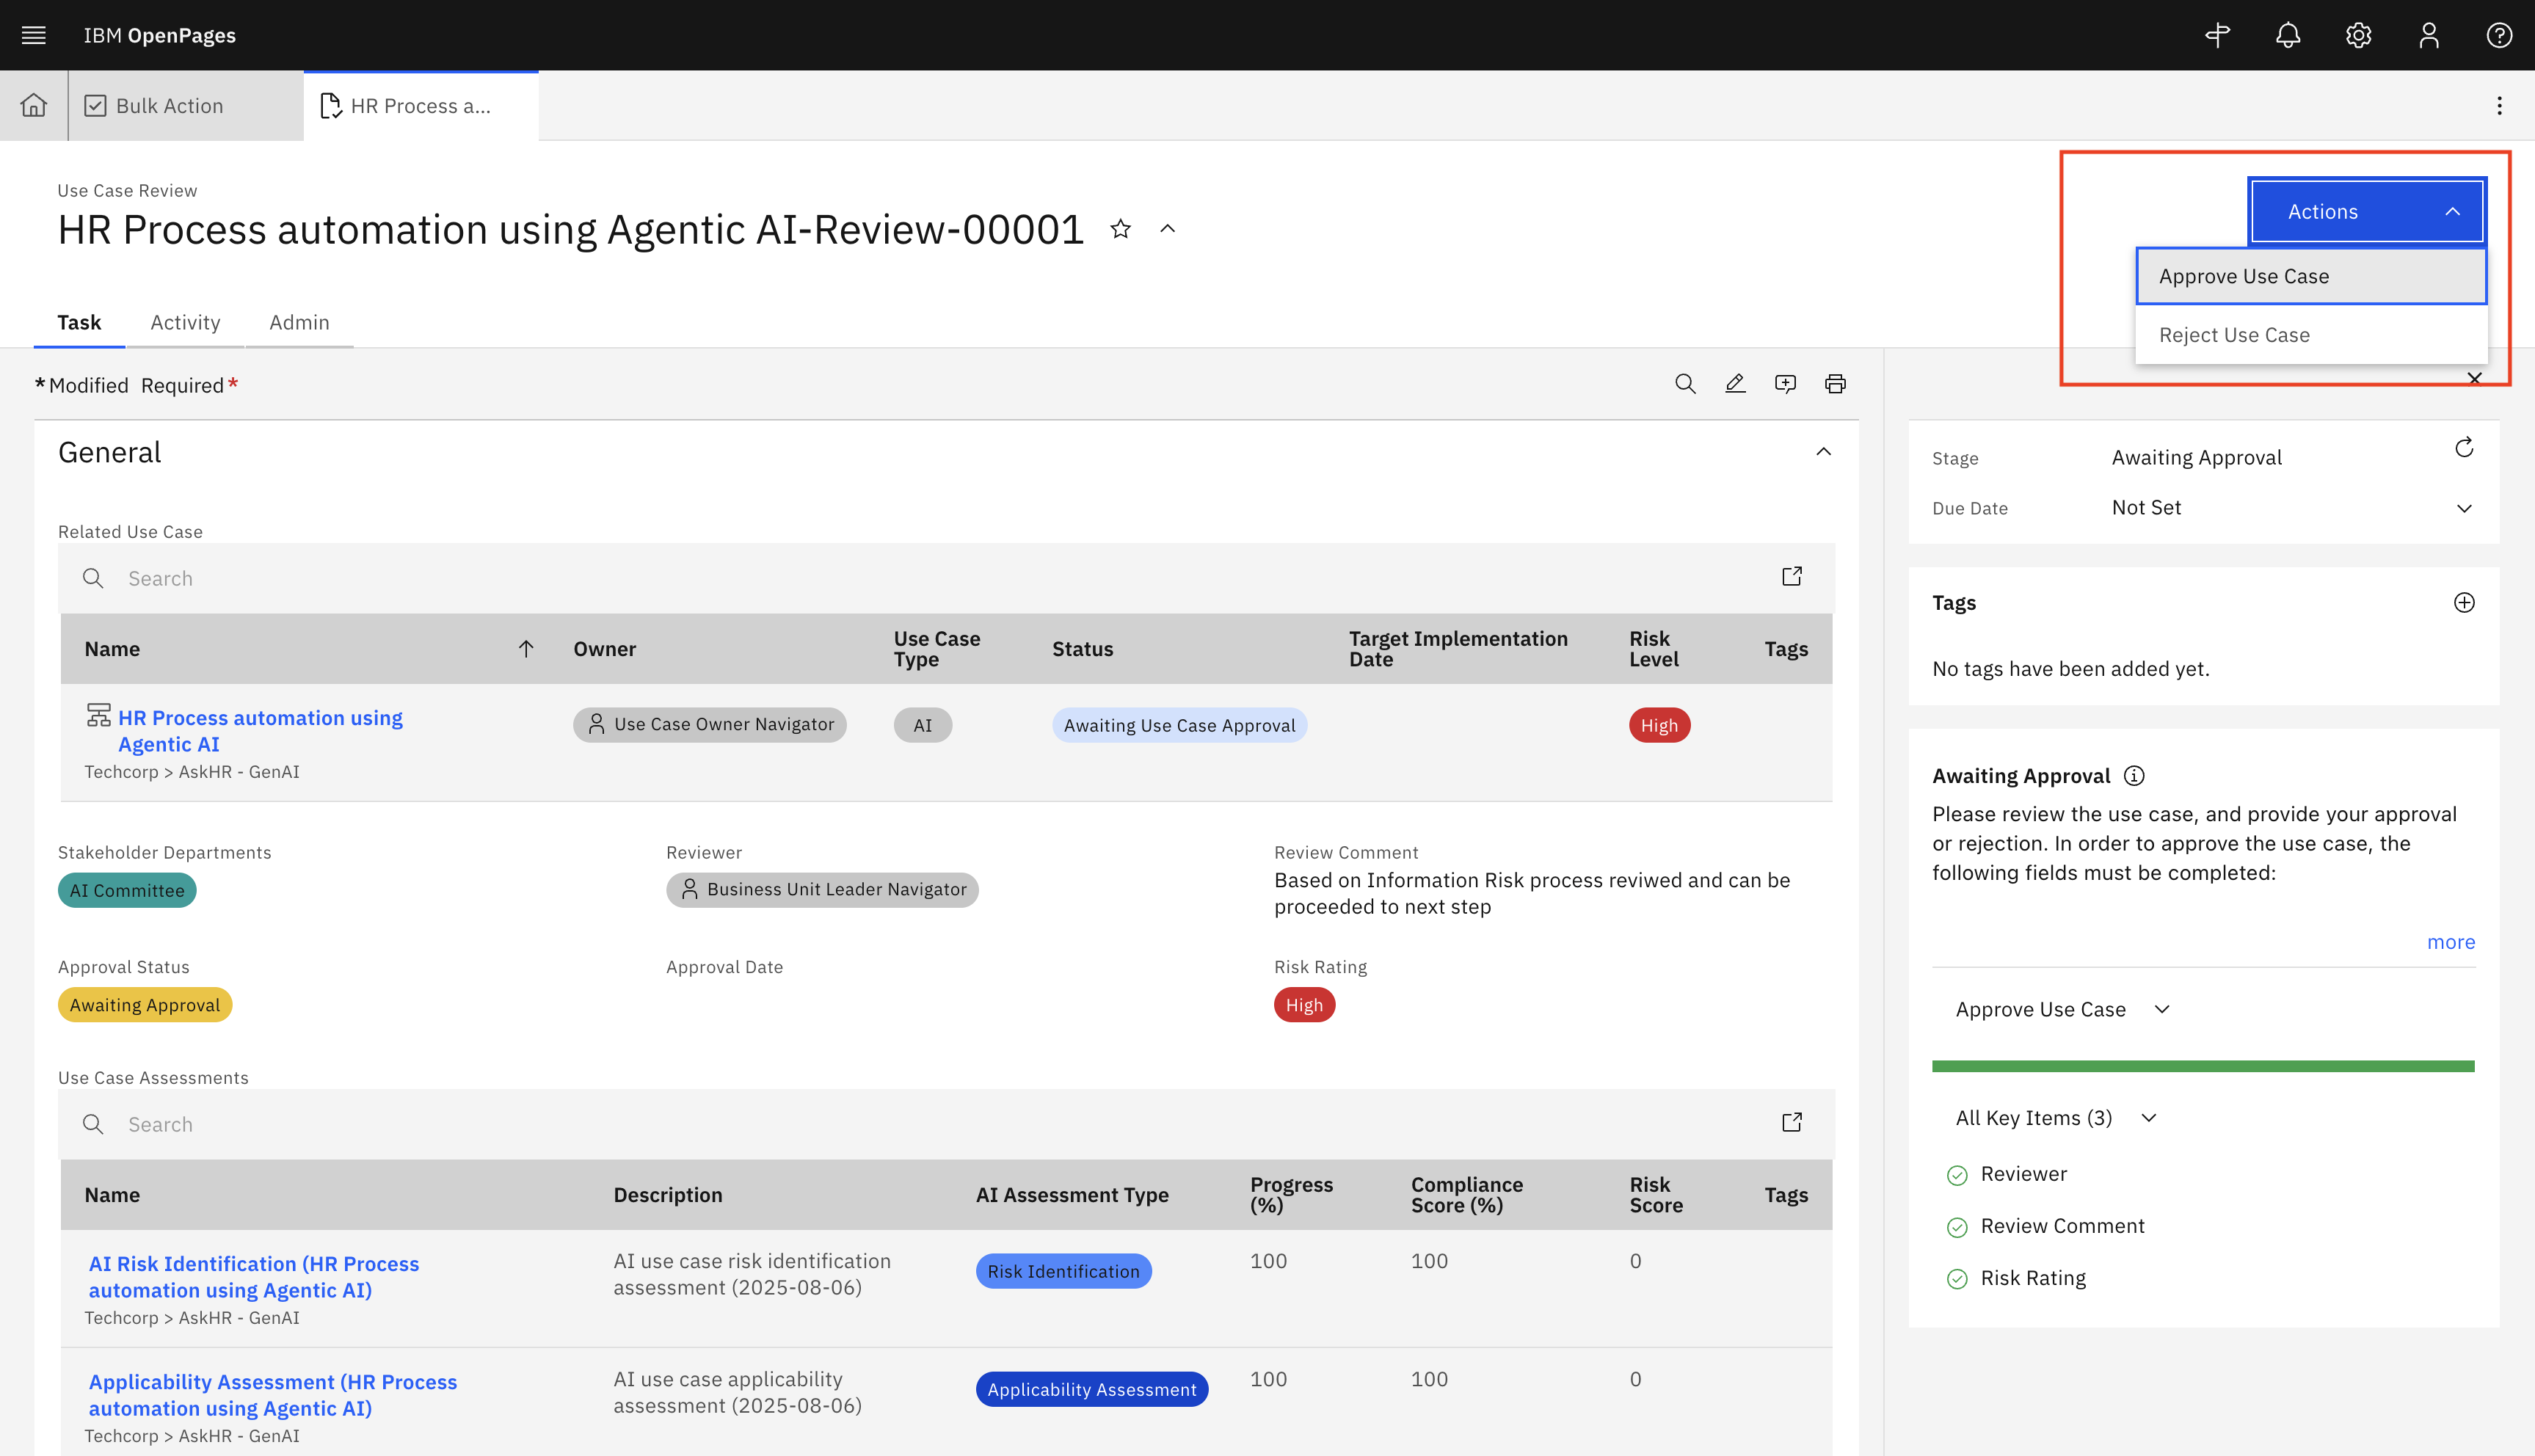 IBM OpenPages
Bulk Action
HR Process a...
Use Case Review
HR Process automation using Agentic AI-Review-00001
Actions
Approve Use Case
Reject Use Case
Task Activity Admin
*Modified Required*
General
Related Use Case
Search
Name Owner Use Case Type Status Target Implementation Date Risk Level Tags
HR Process automation using
Agentic AI
Techcorp > AskHR - GenAI
Use Case Owner Navigator
AI
Awaiting Use Case Approval
High
Stakeholder Departments
AI Committee
Reviewer
Business Unit Leader Navigator
Review Comment
Based on Information Risk process reviwed and can be
proceeded to next step
Approval Status
Awaiting Approval
Approval Date
Risk Rating
High
Use Case Assessments
Search
Name Description AI Assessment Type Progress (%) Compliance Score (%) Risk Score Tags
AI Risk Identification (HR Process
automation using Agentic AI)
Techcorp > AskHR - GenAI
AI use case risk identification
assessment (2025-08-06)
Risk Identification
100
100
0
Applicability Assessment (HR Process
automation using Agentic AI)
Techcorp > AskHR - GenAI
AI use case applicability
assessment (2025-08-06)
Applicability Assessment
100
100
0
Stage Awaiting Approval
Due Date Not Set
Tags
No tags have been added yet.
Awaiting Approval
Please review the use case, and provide your approval
or rejection. In order to approve the use case, the
following fields must be completed:
more
Approve Use Case
All Key Items (3)
Reviewer
Review Comment
Risk Rating